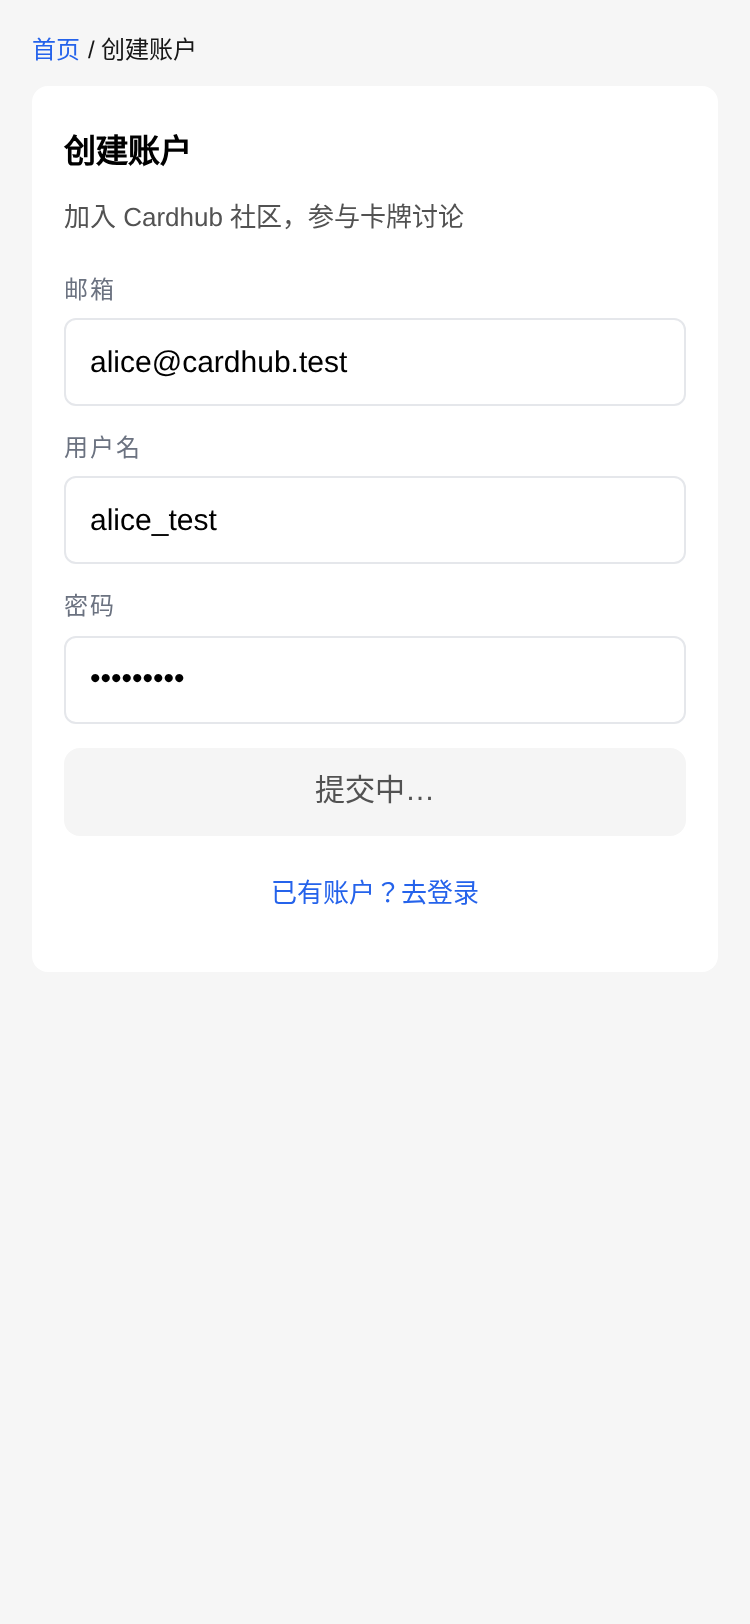 首页 / 创建账户
创建账户
加入 Cardhub 社区，参与卡牌讨论
邮箱
alice@cardhub.test
用户名
alice_test
密码
•••••••••
提交中…
已有账户？去登录